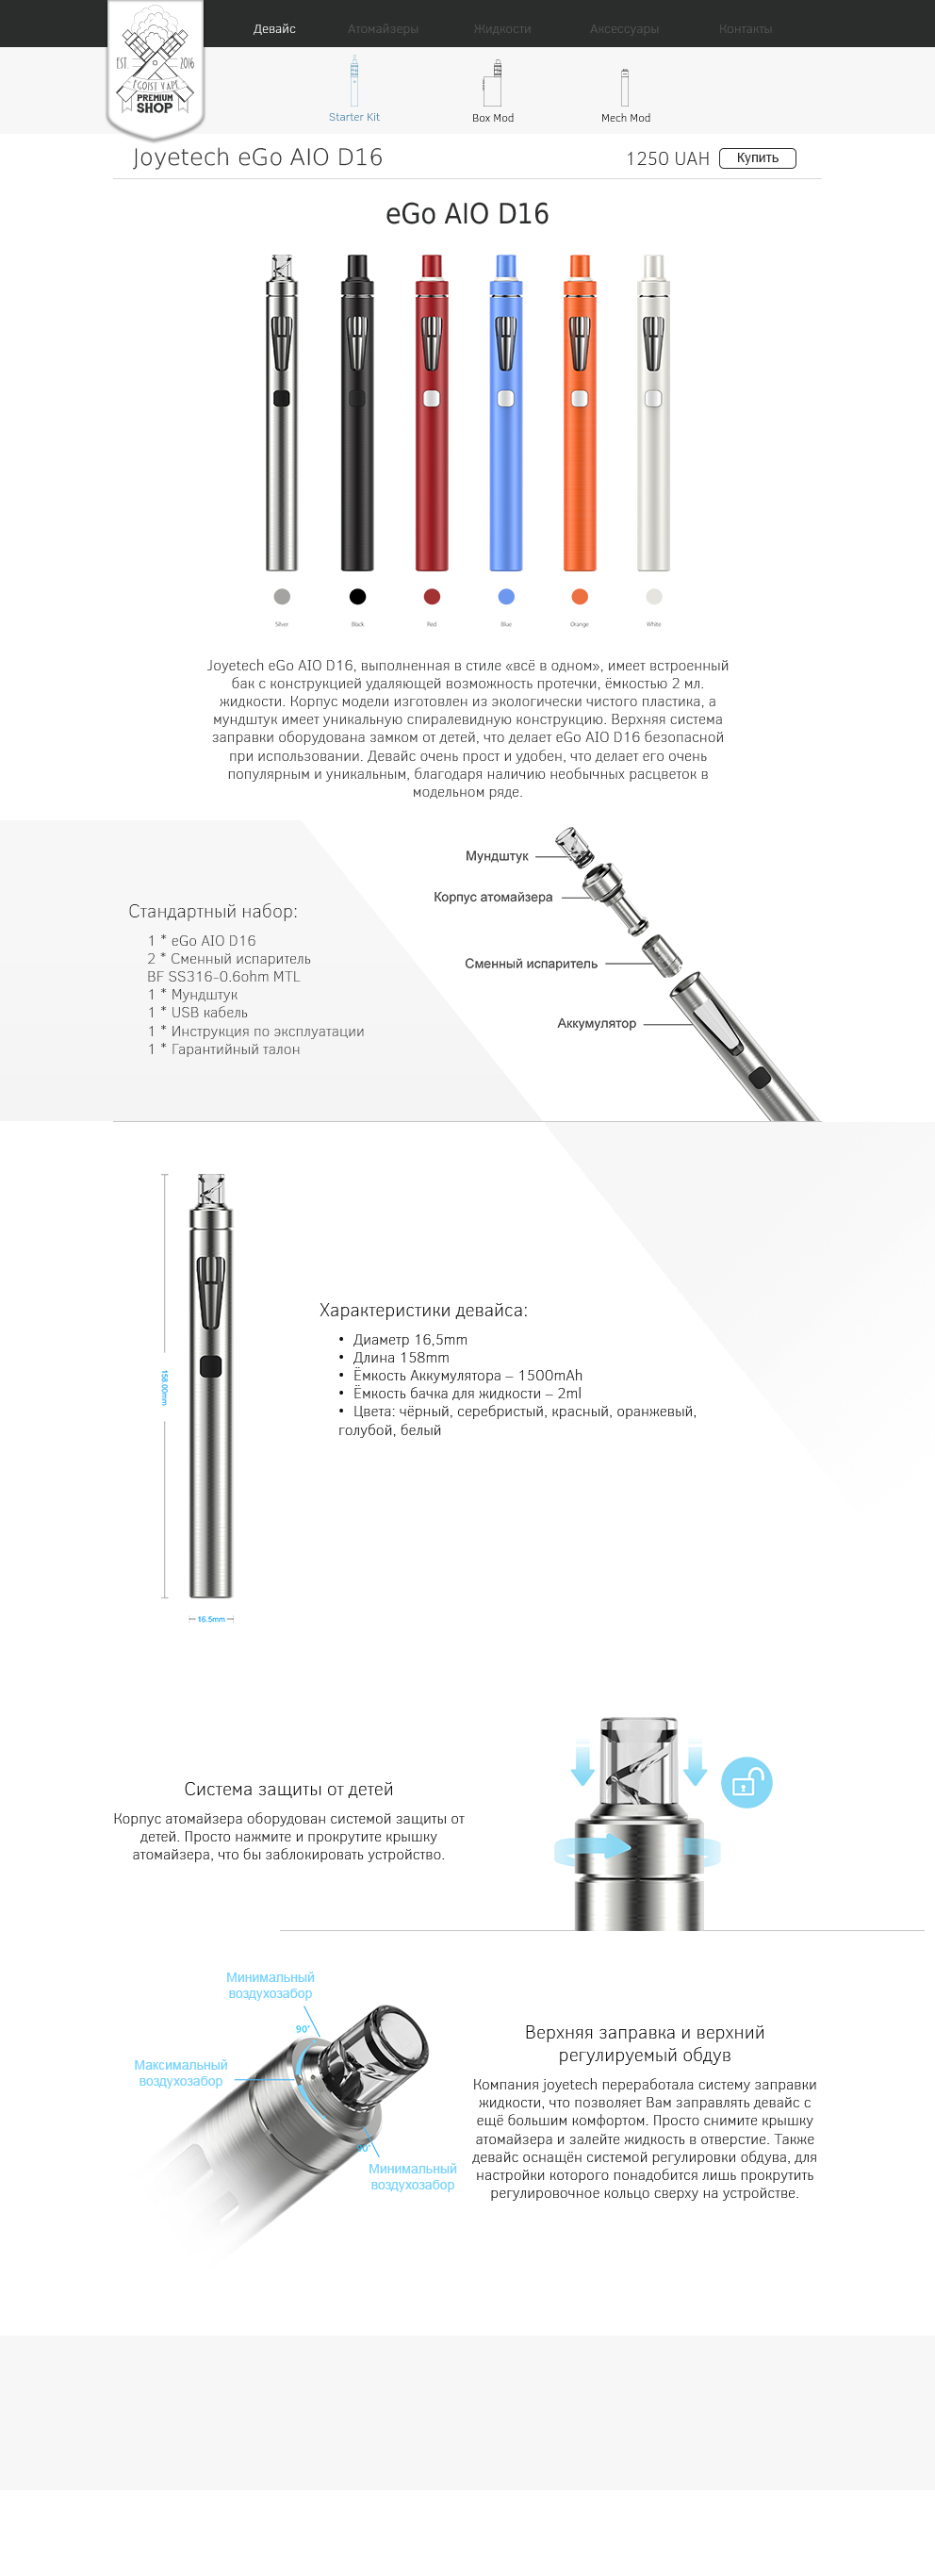 Девайс
Атомайзеры
Жидкости
Аксессуары
Контакты
EST. 2016
EGOIST VAPE
PREMIUM
SHOP
Starter Kit
Box Mod
Mech Mod
Joyetech eGo AIO D16
1250 UAH
Купить
eGo AIO D16
Silver
Black
Red
Blue
Orange
White
Joyetech eGo AIO D16, выполненная в стиле «всё в одном», имеет встроенный
бак с конструкцией удаляющей возможность протечки, ёмкостью 2 мл.
жидкости. Корпус модели изготовлен из экологически чистого пластика, а
мундштук имеет уникальную спиралевидную конструкцию. Верхняя система
заправки оборудована замком от детей, что делает eGo AIO D16 безопасной
при использовании. Девайс очень прост и удобен, что делает его очень
популярным и уникальным, благодаря наличию необычных расцветок в
модельном ряде.
Мундштук
Корпус атомайзера
Сменный испаритель
Аккумулятор
Стандартный набор:
1 * eGo AIO D16
2 * Сменный испаритель
BF SS316-0.6ohm MTL
1 * Мундштук
1 * USB кабель
1 * Инструкция по эксплуатации
1 * Гарантийный талон
158.00mm
16.5mm
Характеристики девайса:
• Диаметр 16,5mm
• Длина 158mm
• Ёмкость Аккумулятора – 1500mAh
• Ёмкость бачка для жидкости – 2ml
• Цвета: чёрный, серебристый, красный, оранжевый,
голубой, белый
Система защиты от детей
Корпус атомайзера оборудован системой защиты от
детей. Просто нажмите и прокрутите крышку
атомайзера, что бы заблокировать устройство.
Минимальный
воздухозабор
90°
Максимальный
воздухозабор
90°
Минимальный
воздухозабор
Верхняя заправка и верхний
регулируемый обдув
Компания joyetech переработала систему заправки
жидкости, что позволяет Вам заправлять девайс с
ещё большим комфортом. Просто снимите крышку
атомайзера и залейте жидкость в отверстие. Также
девайс оснащён системой регулировки обдува, для
настройки которого понадобится лишь прокрутить
регулировочное кольцо сверху на устройстве.